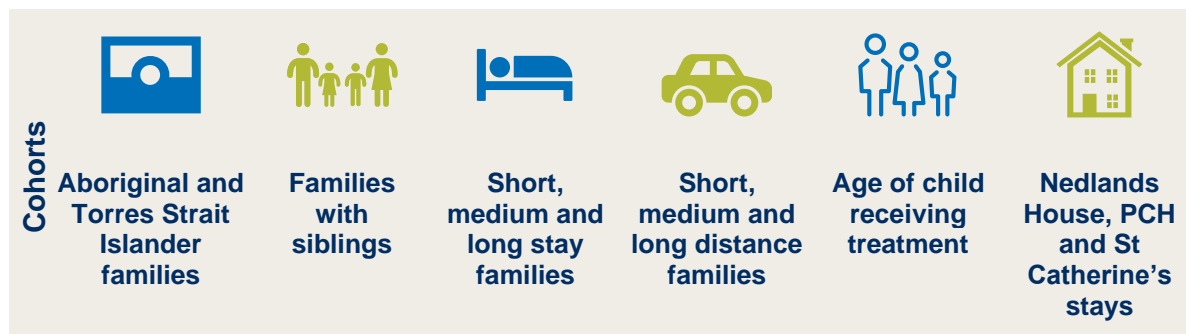 Cohorts
Aboriginal and
Torres Strait
Islander
families
Families
with
siblings
Short,
medium and
long stay
families
Short,
medium and
long distance
families
Age of child
receiving
treatment
Nedlands
House, PCH
and St
Catherine’s
stays